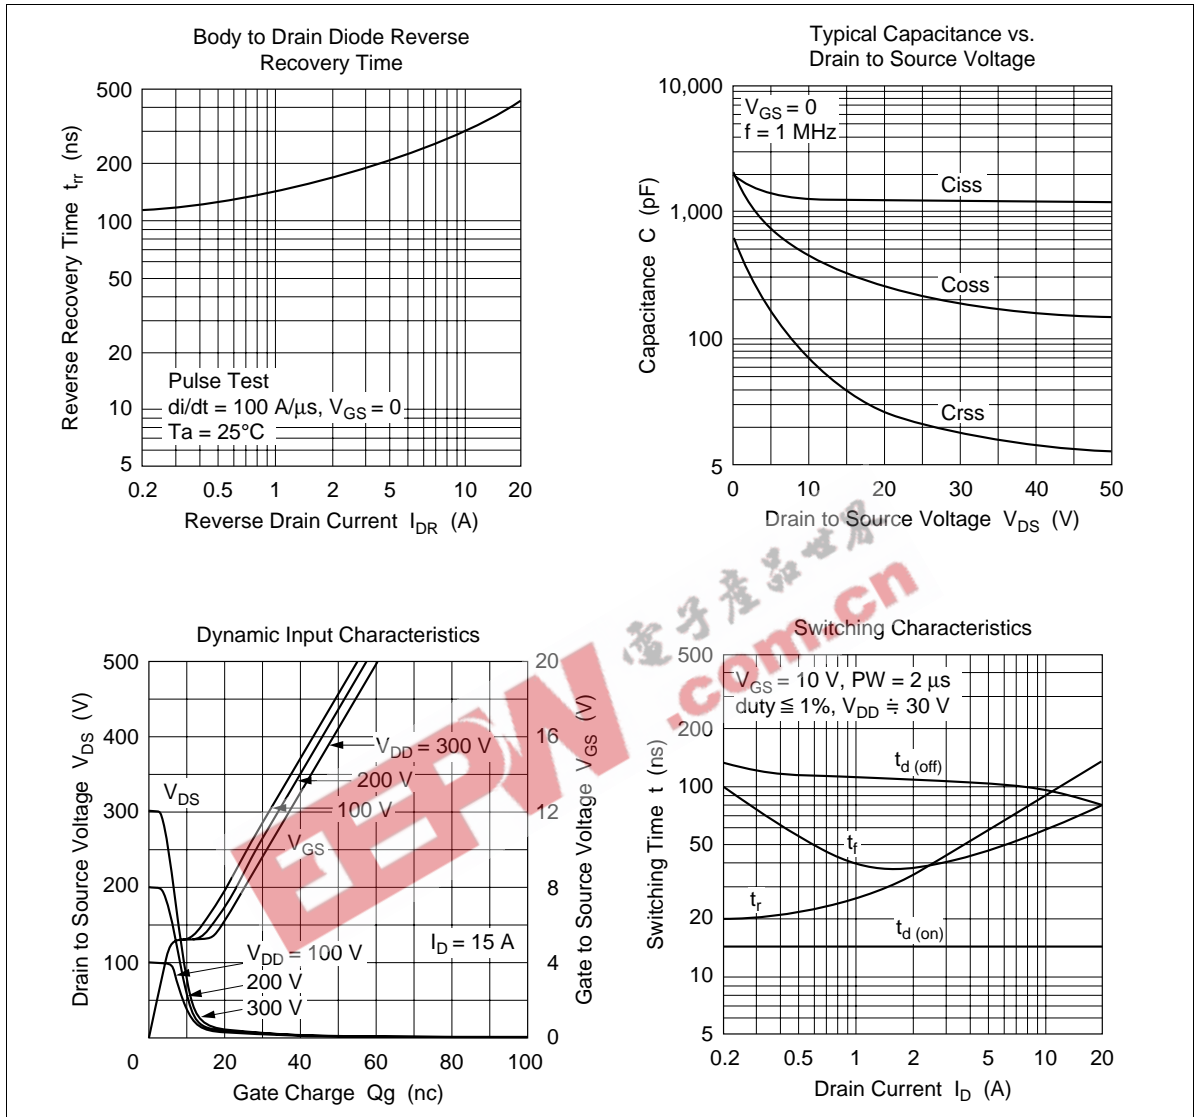 Body to Drain Diode Reverse
Recovery Time
Reverse Recovery Time trr (ns)
500
200
100
50
20
10
5
Pulse Test
di/dt = 100 A/μs, VGS = 0
Ta = 25°C
0.2 0.5 1 2 5 10 20
Reverse Drain Current IDR (A)
Typical Capacitance vs.
Drain to Source Voltage
Capacitance C (pF)
10,000
1,000
100
5
VGS = 0
f = 1 MHz
Ciss
Coss
Crss
0 10 20 30 40 50
Drain to Source Voltage VDS (V)
Dynamic Input Characteristics
Drain to Source Voltage VDS (V)
500
400
300
200
100
0
VDS
VDD = 300 V
200 V
100 V
VGS
ID = 15 A
VDD = 100 V
200 V
300 V
20
16
12
8
4
0
Gate to Source Voltage VGS (V)
20 40 60 80 100
Gate Charge Qg (nc)
Switching Characteristics
Switching Time t (ns)
500
200
100
50
20
10
5
VGS = 10 V, PW = 2 μs
duty ≦ 1%, VDD ≒ 30 V
td (off)
tf
tr
td (on)
0.2 0.5 1 2 5 10 20
Drain Current ID (A)
EEPW
.com.cn
電子產品世界